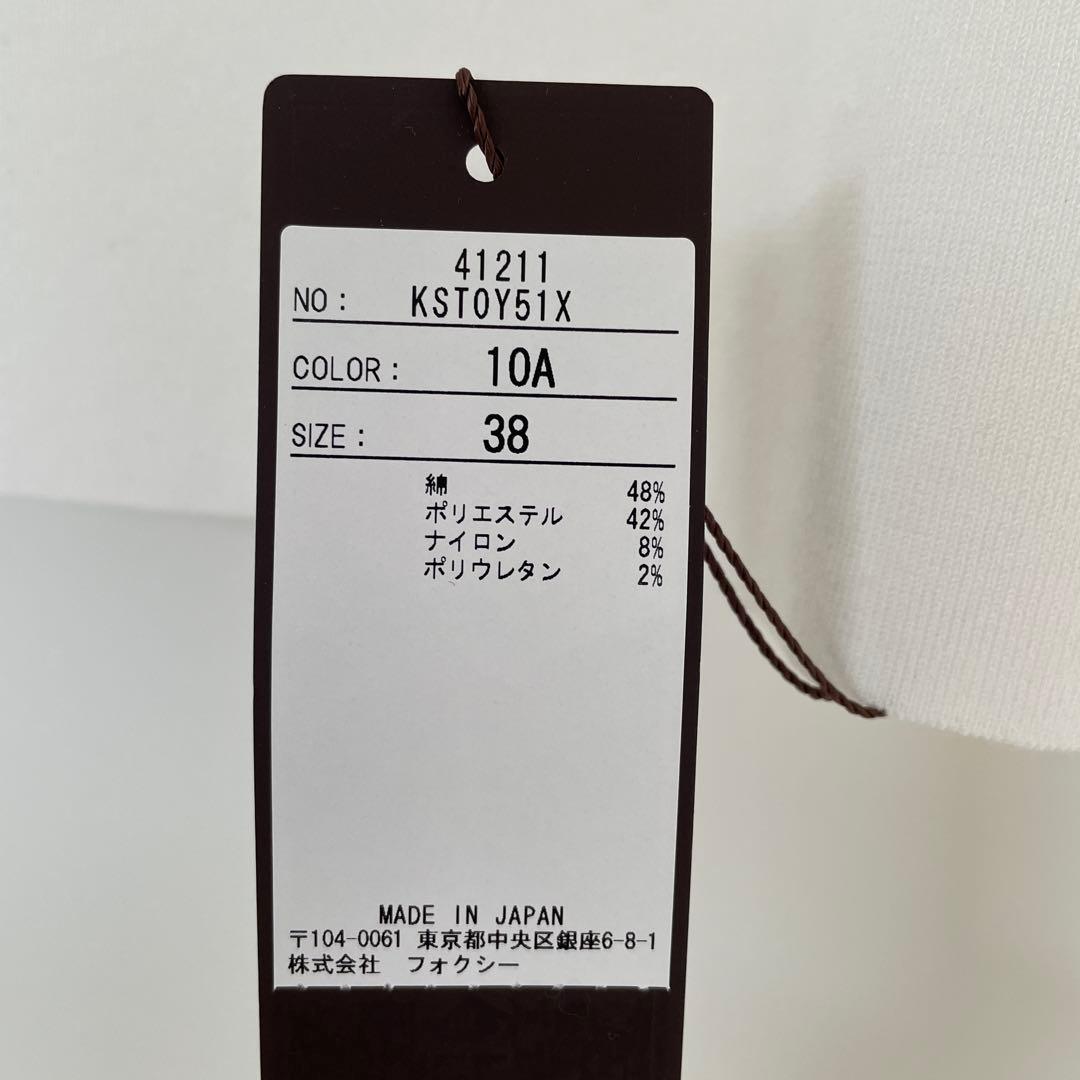 41211
NO: KST0Y51X
COLOR: 10A
SIZE: 38
綿 48%
ポリエステル 42%
ナイロン 8%
ポリウレタン 2%
MADE IN JAPAN
〒104-0061 東京都中央区銀座6-8-1
株式会社 フォクシー